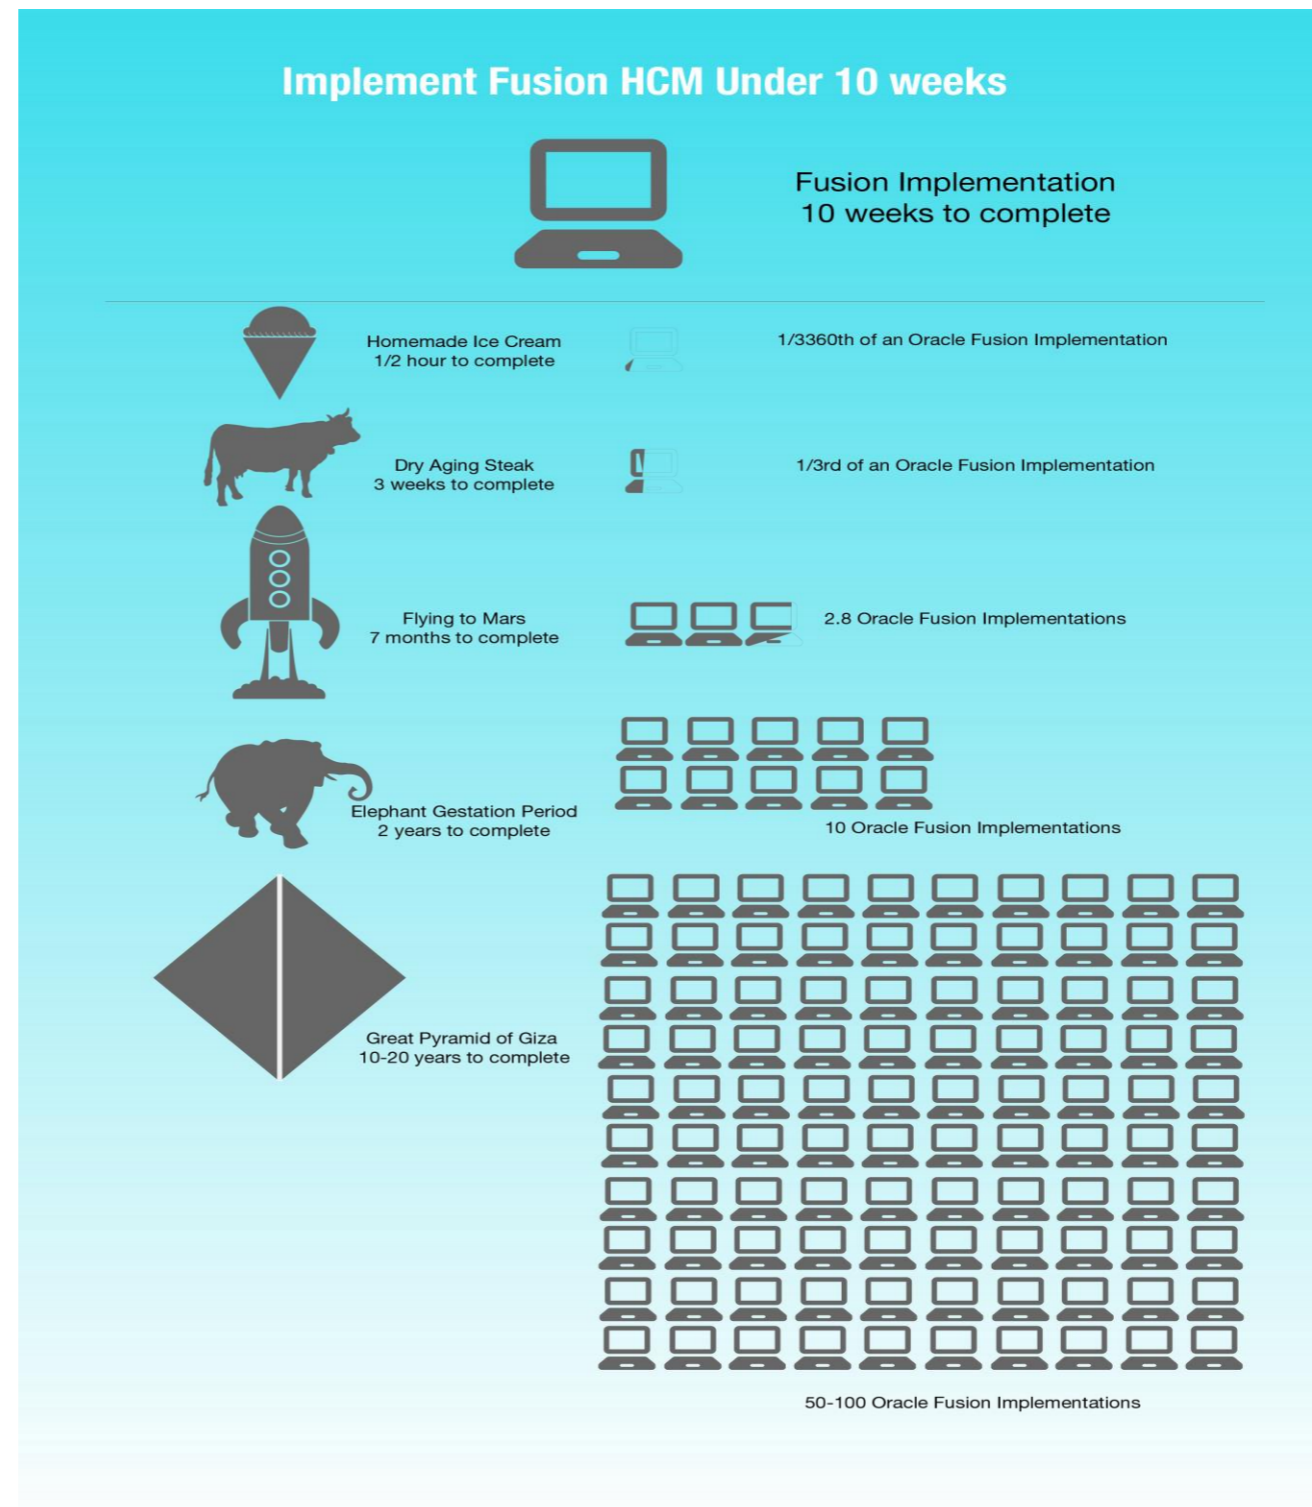 Implement Fusion HCM Under 10 weeks
Fusion Implementation
10 weeks to complete
Homemade Ice Cream
1/2 hour to complete
1/3360th of an Oracle Fusion Implementation
Dry Aging Steak
3 weeks to complete
1/3rd of an Oracle Fusion Implementation
Flying to Mars
7 months to complete
2.8 Oracle Fusion Implementations
Elephant Gestation Period
2 years to complete
10 Oracle Fusion Implementations
Great Pyramid of Giza
10-20 years to complete
50-100 Oracle Fusion Implementations